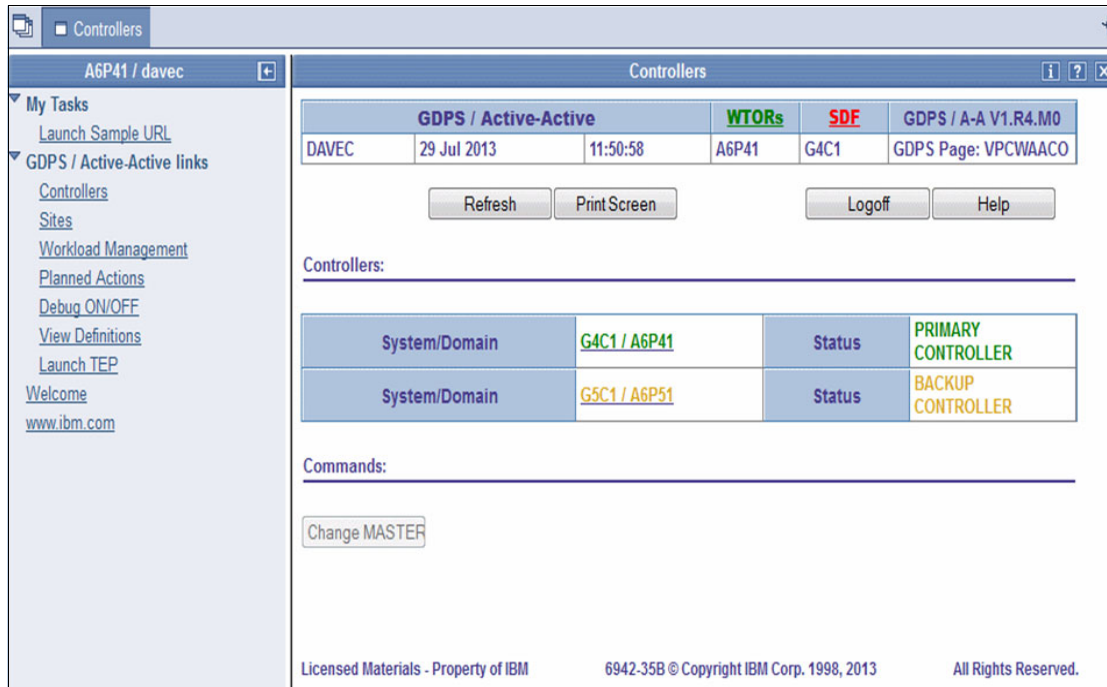 Controllers
A6P41 / davec
My Tasks
Launch Sample URL
GDPS / Active-Active links
Controllers
Sites
Workload Management
Planned Actions
Debug ON/OFF
View Definitions
Launch TEP
Welcome
www.ibm.com
Controllers
GDPS / Active-Active WTORs SDF GDPS / A-A V1.R4.M0
DAVEC 29 Jul 2013 11:50:58 A6P41 G4C1 GDPS Page: VPCWAACO
Refresh Print Screen Logoff Help
Controllers:
System/Domain G4C1 / A6P41 Status PRIMARY
CONTROLLER
System/Domain G5C1 / A6P51 Status BACKUP
CONTROLLER
Commands:
Change MASTER
Licensed Materials - Property of IBM 6942-35B © Copyright IBM Corp. 1998, 2013 All Rights Reserved.